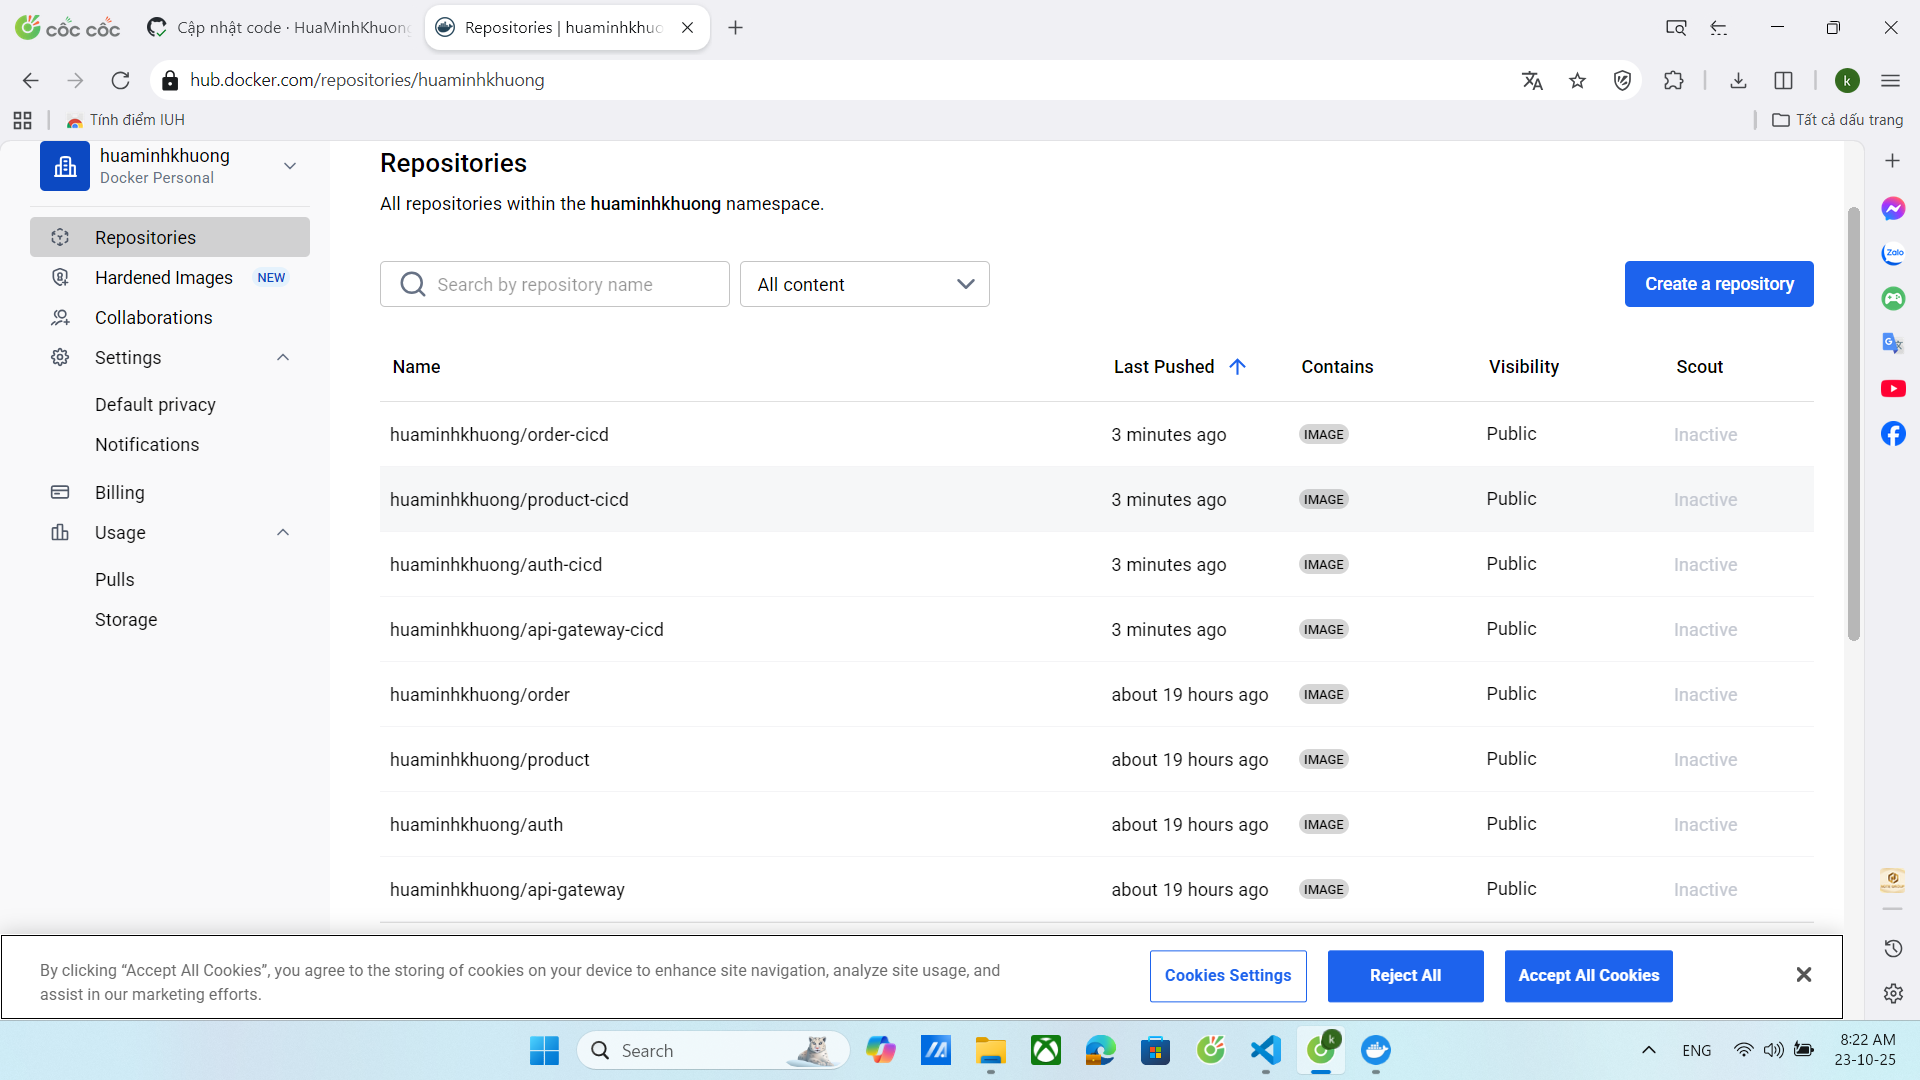 cốc cốc
Cập nhật code · HuaMinhKhuong
Repositories | huaminhkhuo
hub.docker.com/repositories/huaminhkhuong
k
Tính điểm IUH
Tất cả dấu trang
huaminhkhuong
Docker Personal
Repositories
Hardened Images NEW
Collaborations
Settings
Default privacy
Notifications
Billing
Usage
Pulls
Storage
Repositories
All repositories within the huaminhkhuong namespace.
Search by repository name
All content
Create a repository
Name Last Pushed Contains Visibility Scout
huaminhkhuong/order-cicd 3 minutes ago IMAGE Public Inactive
huaminhkhuong/product-cicd 3 minutes ago IMAGE Public Inactive
huaminhkhuong/auth-cicd 3 minutes ago IMAGE Public Inactive
huaminhkhuong/api-gateway-cicd 3 minutes ago IMAGE Public Inactive
huaminhkhuong/order about 19 hours ago IMAGE Public Inactive
huaminhkhuong/product about 19 hours ago IMAGE Public Inactive
huaminhkhuong/auth about 19 hours ago IMAGE Public Inactive
huaminhkhuong/api-gateway about 19 hours ago IMAGE Public Inactive
Zalo
By clicking “Accept All Cookies”, you agree to the storing of cookies on your device to enhance site navigation, analyze site usage, and
assist in our marketing efforts.
Cookies Settings
Reject All
Accept All Cookies
Search
k
ENG
8:22 AM
23-10-25